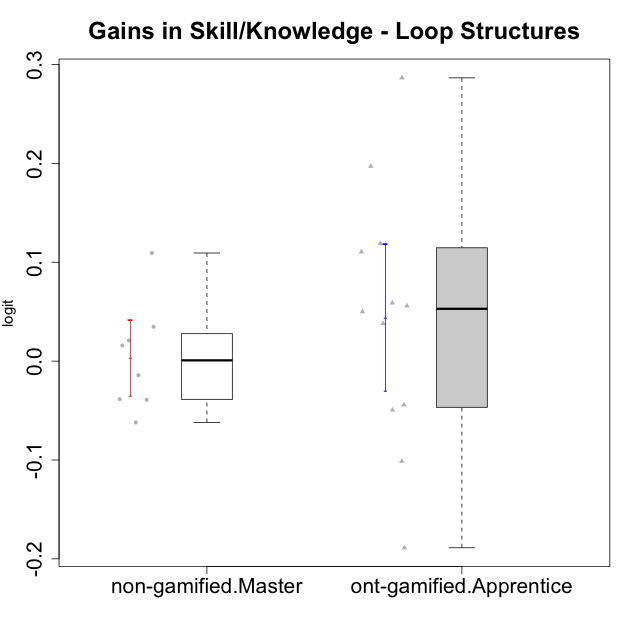 Gains in Skill/Knowledge - Loop Structures
logit
0.3
0.2
0.1
0.0
-0.1
-0.2
non-gamified.Master
ont-gamified.Apprentice